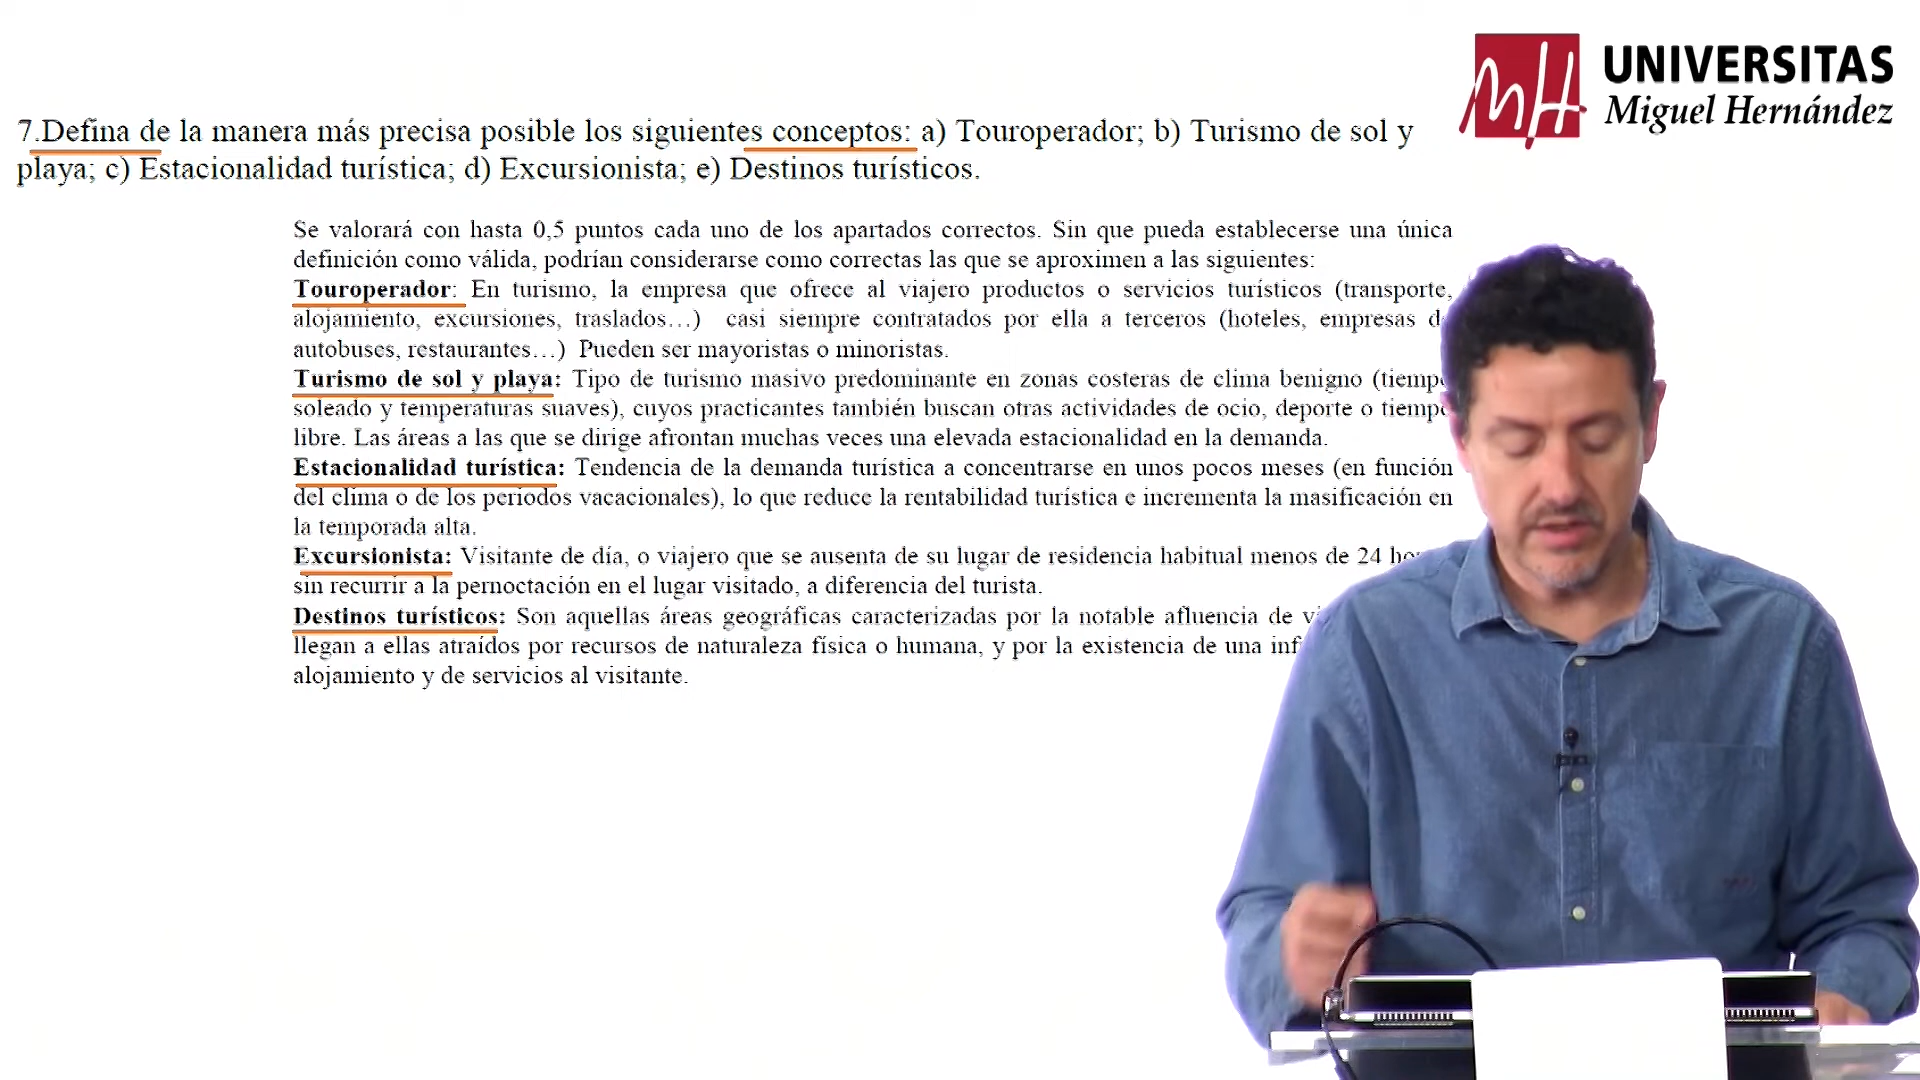 UNIVERSITAS
Miguel Hernández
7.Defina de la manera más precisa posible los siguientes conceptos: a) Touroperador; b) Turismo de sol y
playa; c) Estacionalidad turística; d) Excursionista; e) Destinos turísticos.
Se valorará con hasta 0,5 puntos cada uno de los apartados correctos. Sin que pueda establecerse una única
definición como válida, podrían considerarse como correctas las que se aproximen a las siguientes:
Touroperador: En turismo, la empresa que ofrece al viajero productos o servicios turísticos (transporte,
alojamiento, excursiones, traslados…) casi siempre contratados por ella a terceros (hoteles, empresas
autobuses, restaurantes…) Pueden ser mayoristas o minoristas.
Turismo de sol y playa: Tipo de turismo masivo predominante en zonas costeras de clima benigno (tiempo
soleado y temperaturas suaves), cuyos practicantes también buscan otras actividades de ocio, deporte o tiempo
libre. Las áreas a las que se dirige afrontan muchas veces una elevada estacionalidad en la demanda.
Estacionalidad turística: Tendencia de la demanda turística a concentrarse en unos pocos meses (en función
del clima o de los periodos vacacionales), lo que reduce la rentabilidad turística e incrementa la masificación en
la temporada alta.
Excursionista: Visitante de día, o viajero que se ausenta de su lugar de residencia habitual menos de 24
sin recurrir a la pernoctación en el lugar visitado, a diferencia del turista.
Destinos turísticos: Son aquellas áreas geográficas caracterizadas por la notable afluencia de
llegan a ellas atraídos por recursos de naturaleza física o humana, y por la existencia de una
alojamiento y de servicios al visitante.